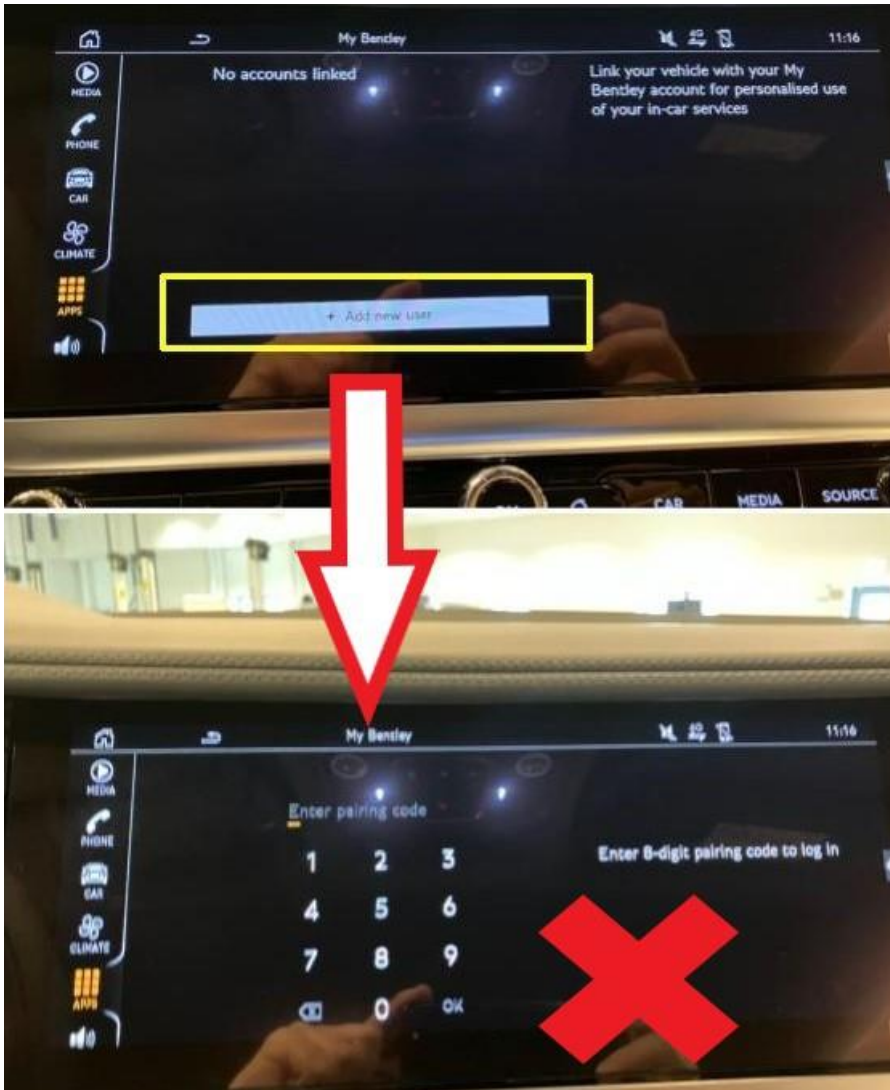 My Bentley
11:16
MEDIA
No accounts linked
Link your vehicle with your My
Bentley account for personalised use
of your in-car services
PHONE
CAR
CLIMATE
APPS
+ Add new user
CAR
MEDIA
SOURCE
My Bentley
11:16
MEDIA
Enter pairing code
PHONE
Enter 8-digit pairing code to log in
1 2 3
CAR
4 5 6
CLIMATE
7 8 9
APPS
0 OK